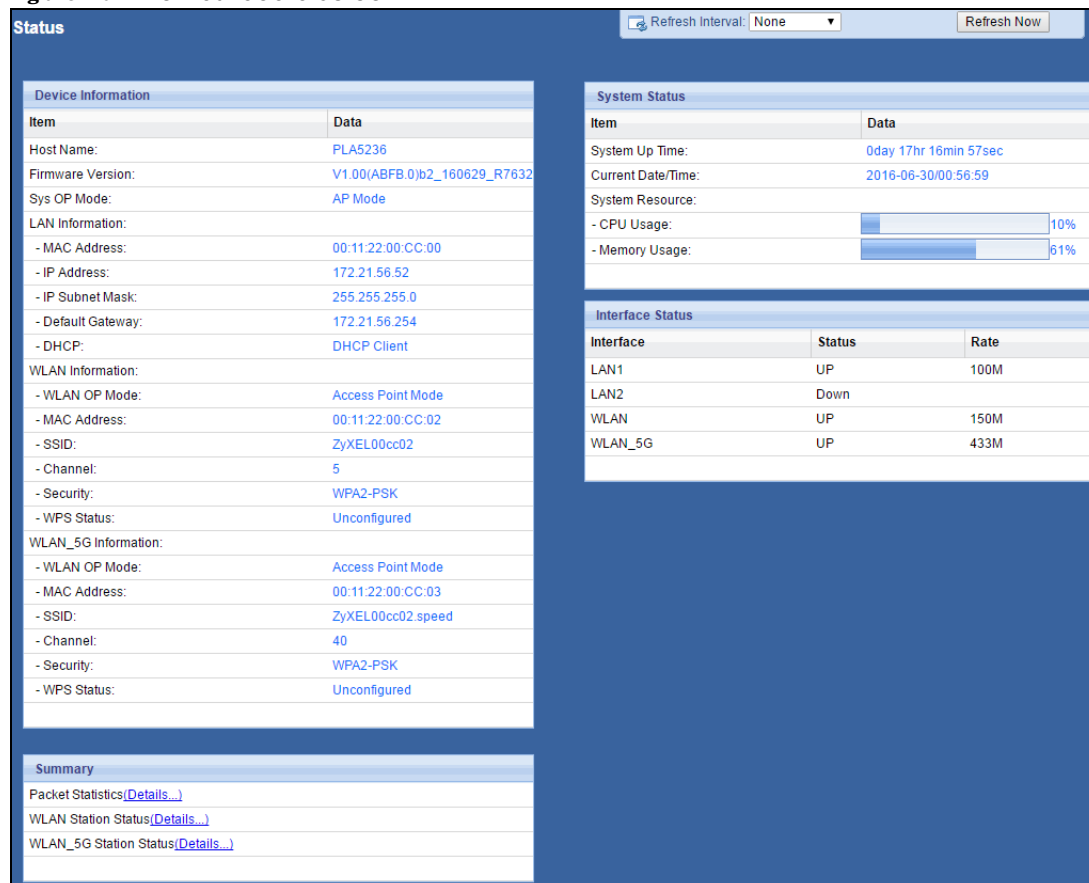 Status
Refresh Interval: None
Refresh Now
Device Information
Item Data
Host Name: PLA5236
Firmware Version: V1.00(ABFB.0)b2_160629_R7632
Sys OP Mode: AP Mode
LAN Information:
- MAC Address: 00:11:22:00:CC:00
- IP Address: 172.21.56.52
- IP Subnet Mask: 255.255.255.0
- Default Gateway: 172.21.56.254
- DHCP: DHCP Client
WLAN Information:
- WLAN OP Mode: Access Point Mode
- MAC Address: 00:11:22:00:CC:02
- SSID: ZyXEL00cc02
- Channel: 5
- Security: WPA2-PSK
- WPS Status: Unconfigured
WLAN_5G Information:
- WLAN OP Mode: Access Point Mode
- MAC Address: 00:11:22:00:CC:03
- SSID: ZyXEL00cc02.speed
- Channel: 40
- Security: WPA2-PSK
- WPS Status: Unconfigured
Summary
Packet Statistics(Details...)
WLAN Station Status(Details...)
WLAN_5G Station Status(Details...)
System Status
Item Data
System Up Time: 0day 17hr 16min 57sec
Current Date/Time: 2016-06-30/00:56:59
System Resource:
- CPU Usage: 10%
- Memory Usage: 61%
Interface Status
Interface Status Rate
LAN1 UP 100M
LAN2 Down
WLAN UP 150M
WLAN_5G UP 433M